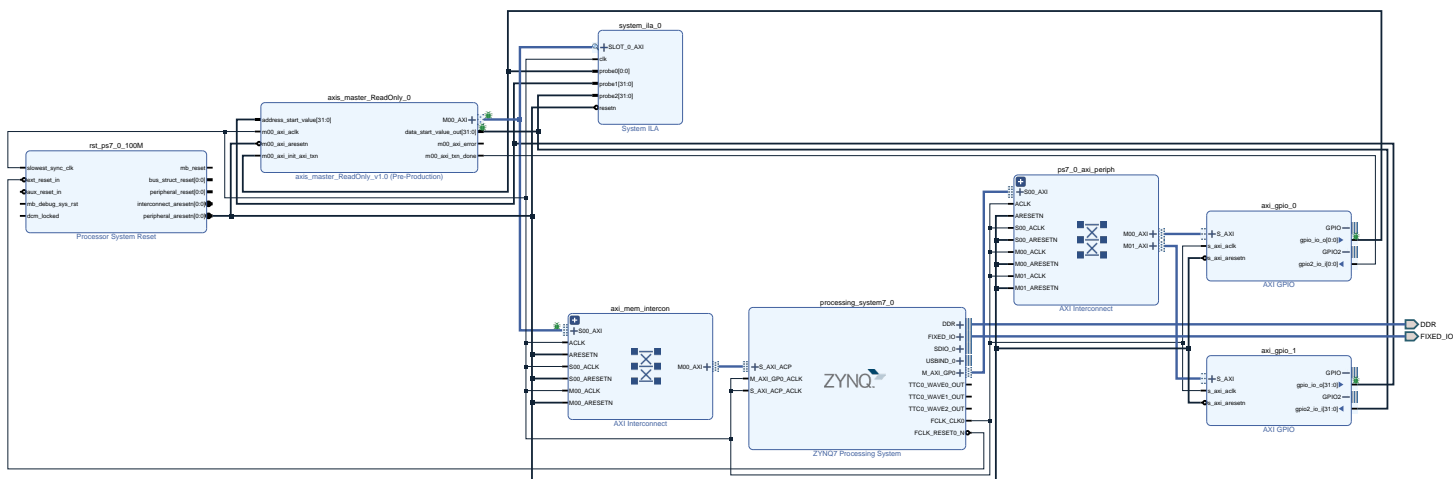 system_ila_0
SLOT_0_AXI
clk
probe0[0:0]
probe1[31:0]
probe2[31:0]
resetn
System ILA
axis_master_ReadOnly_0
address_start_value[31:0]
m00_axi_aclk
m00_axi_aresetn
m00_axi_init_axi_txn
M00_AXI
data_start_value_out[31:0]
m00_axi_error
m00_axi_txn_done
axis_master_ReadOnly_v1.0 (Pre-Production)
rst_ps7_0_100M
slowest_sync_clk
ext_reset_in
aux_reset_in
mb_debug_sys_rst
dcm_locked
mb_reset
bus_struct_reset[0:0]
peripheral_reset[0:0]
interconnect_aresetn[0:0]
peripheral_aresetn[0:0]
Processor System Reset
ps7_0_axi_periph
S00_AXI
ACLK
ARESETN
S00_ACLK
S00_ARESETN
M00_ACLK
M00_ARESETN
M01_ACLK
M01_ARESETN
M00_AXI
M01_AXI
AXI Interconnect
axi_gpio_0
S_AXI
s_axi_aclk
s_axi_aresetn
GPIO
gpio_io_o[0:0]
GPIO2
gpio2_io_i[0:0]
AXI GPIO
axi_mem_intercon
S00_AXI
ACLK
ARESETN
S00_ACLK
S00_ARESETN
M00_ACLK
M00_ARESETN
M00_AXI
AXI Interconnect
processing_system7_0
S_AXI_ACP
M_AXI_GP0_ACLK
S_AXI_ACP_ACLK
ZYNQ
DDR
FIXED_IO
SDIO_0
USBIND_0
M_AXI_GP0
TTC0_WAVE0_OUT
TTC0_WAVE1_OUT
TTC0_WAVE2_OUT
FCLK_CLK0
FCLK_RESET0_N
ZYNQ7 Processing System
DDR
FIXED_IO
axi_gpio_1
S_AXI
s_axi_aclk
s_axi_aresetn
GPIO
gpio_io_o[31:0]
GPIO2
gpio2_io_i[31:0]
AXI GPIO